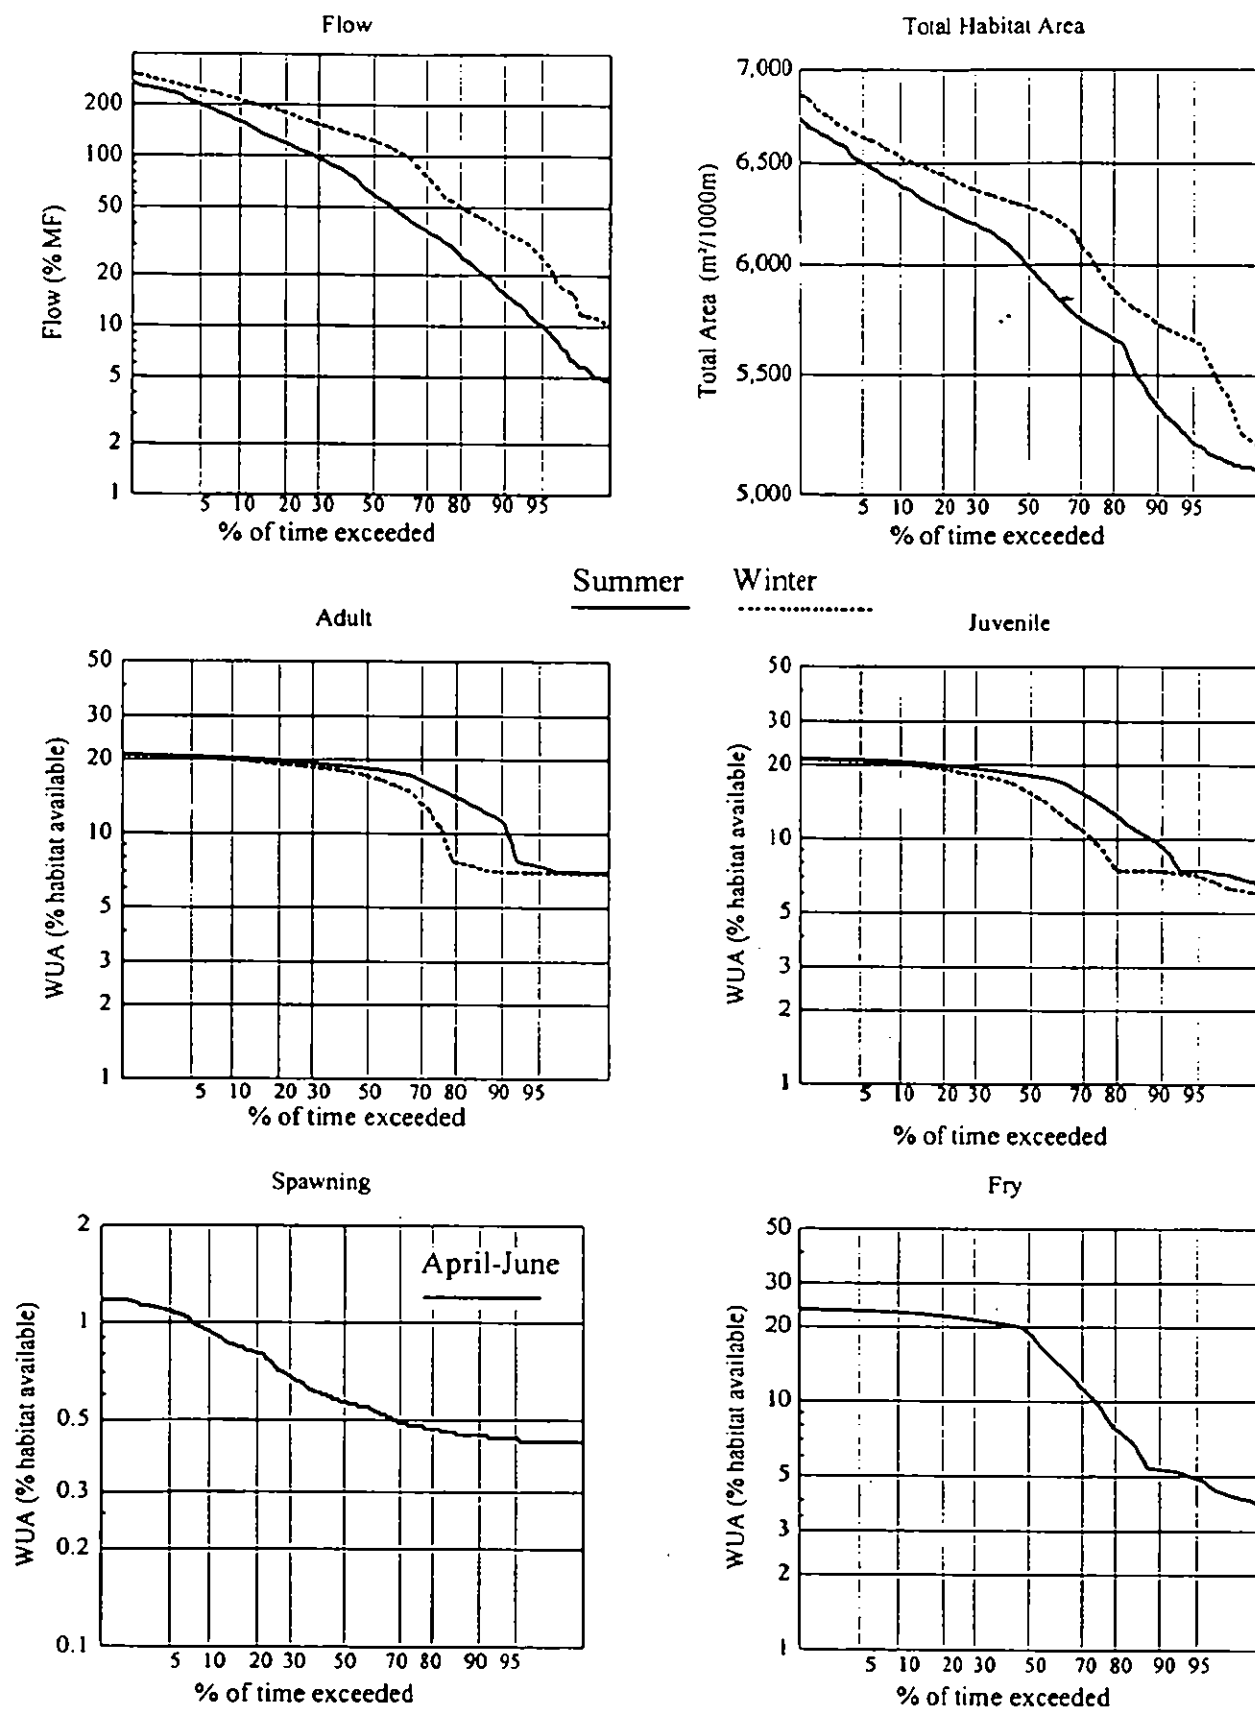 Flow
Flow (% MF)
200
100
50
20
10
5
2
1
5 10 20 30 50 70 80 90 95
% of time exceeded
Total Habitat Area
Total Area (m²/1000m)
7,000
6,500
6,000
5,500
5,000
5 10 20 30 50 70 80 90 95
% of time exceeded
Summer Winter
Adult
WUA (% habitat available)
50
30
20
10
5
3
2
1
5 10 20 30 50 70 80 90 95
% of time exceeded
Juvenile
WUA (% habitat available)
50
30
20
10
5
3
2
1
5 10 20 30 50 70 80 90 95
% of time exceeded
Spawning
April-June
WUA (% habitat available)
2
1
0.5
0.3
0.2
0.1
5 10 20 30 50 70 80 90 95
% of time exceeded
Fry
WUA (% habitat available)
50
30
20
10
5
3
2
1
5 10 20 30 50 70 80 90 95
% of time exceeded